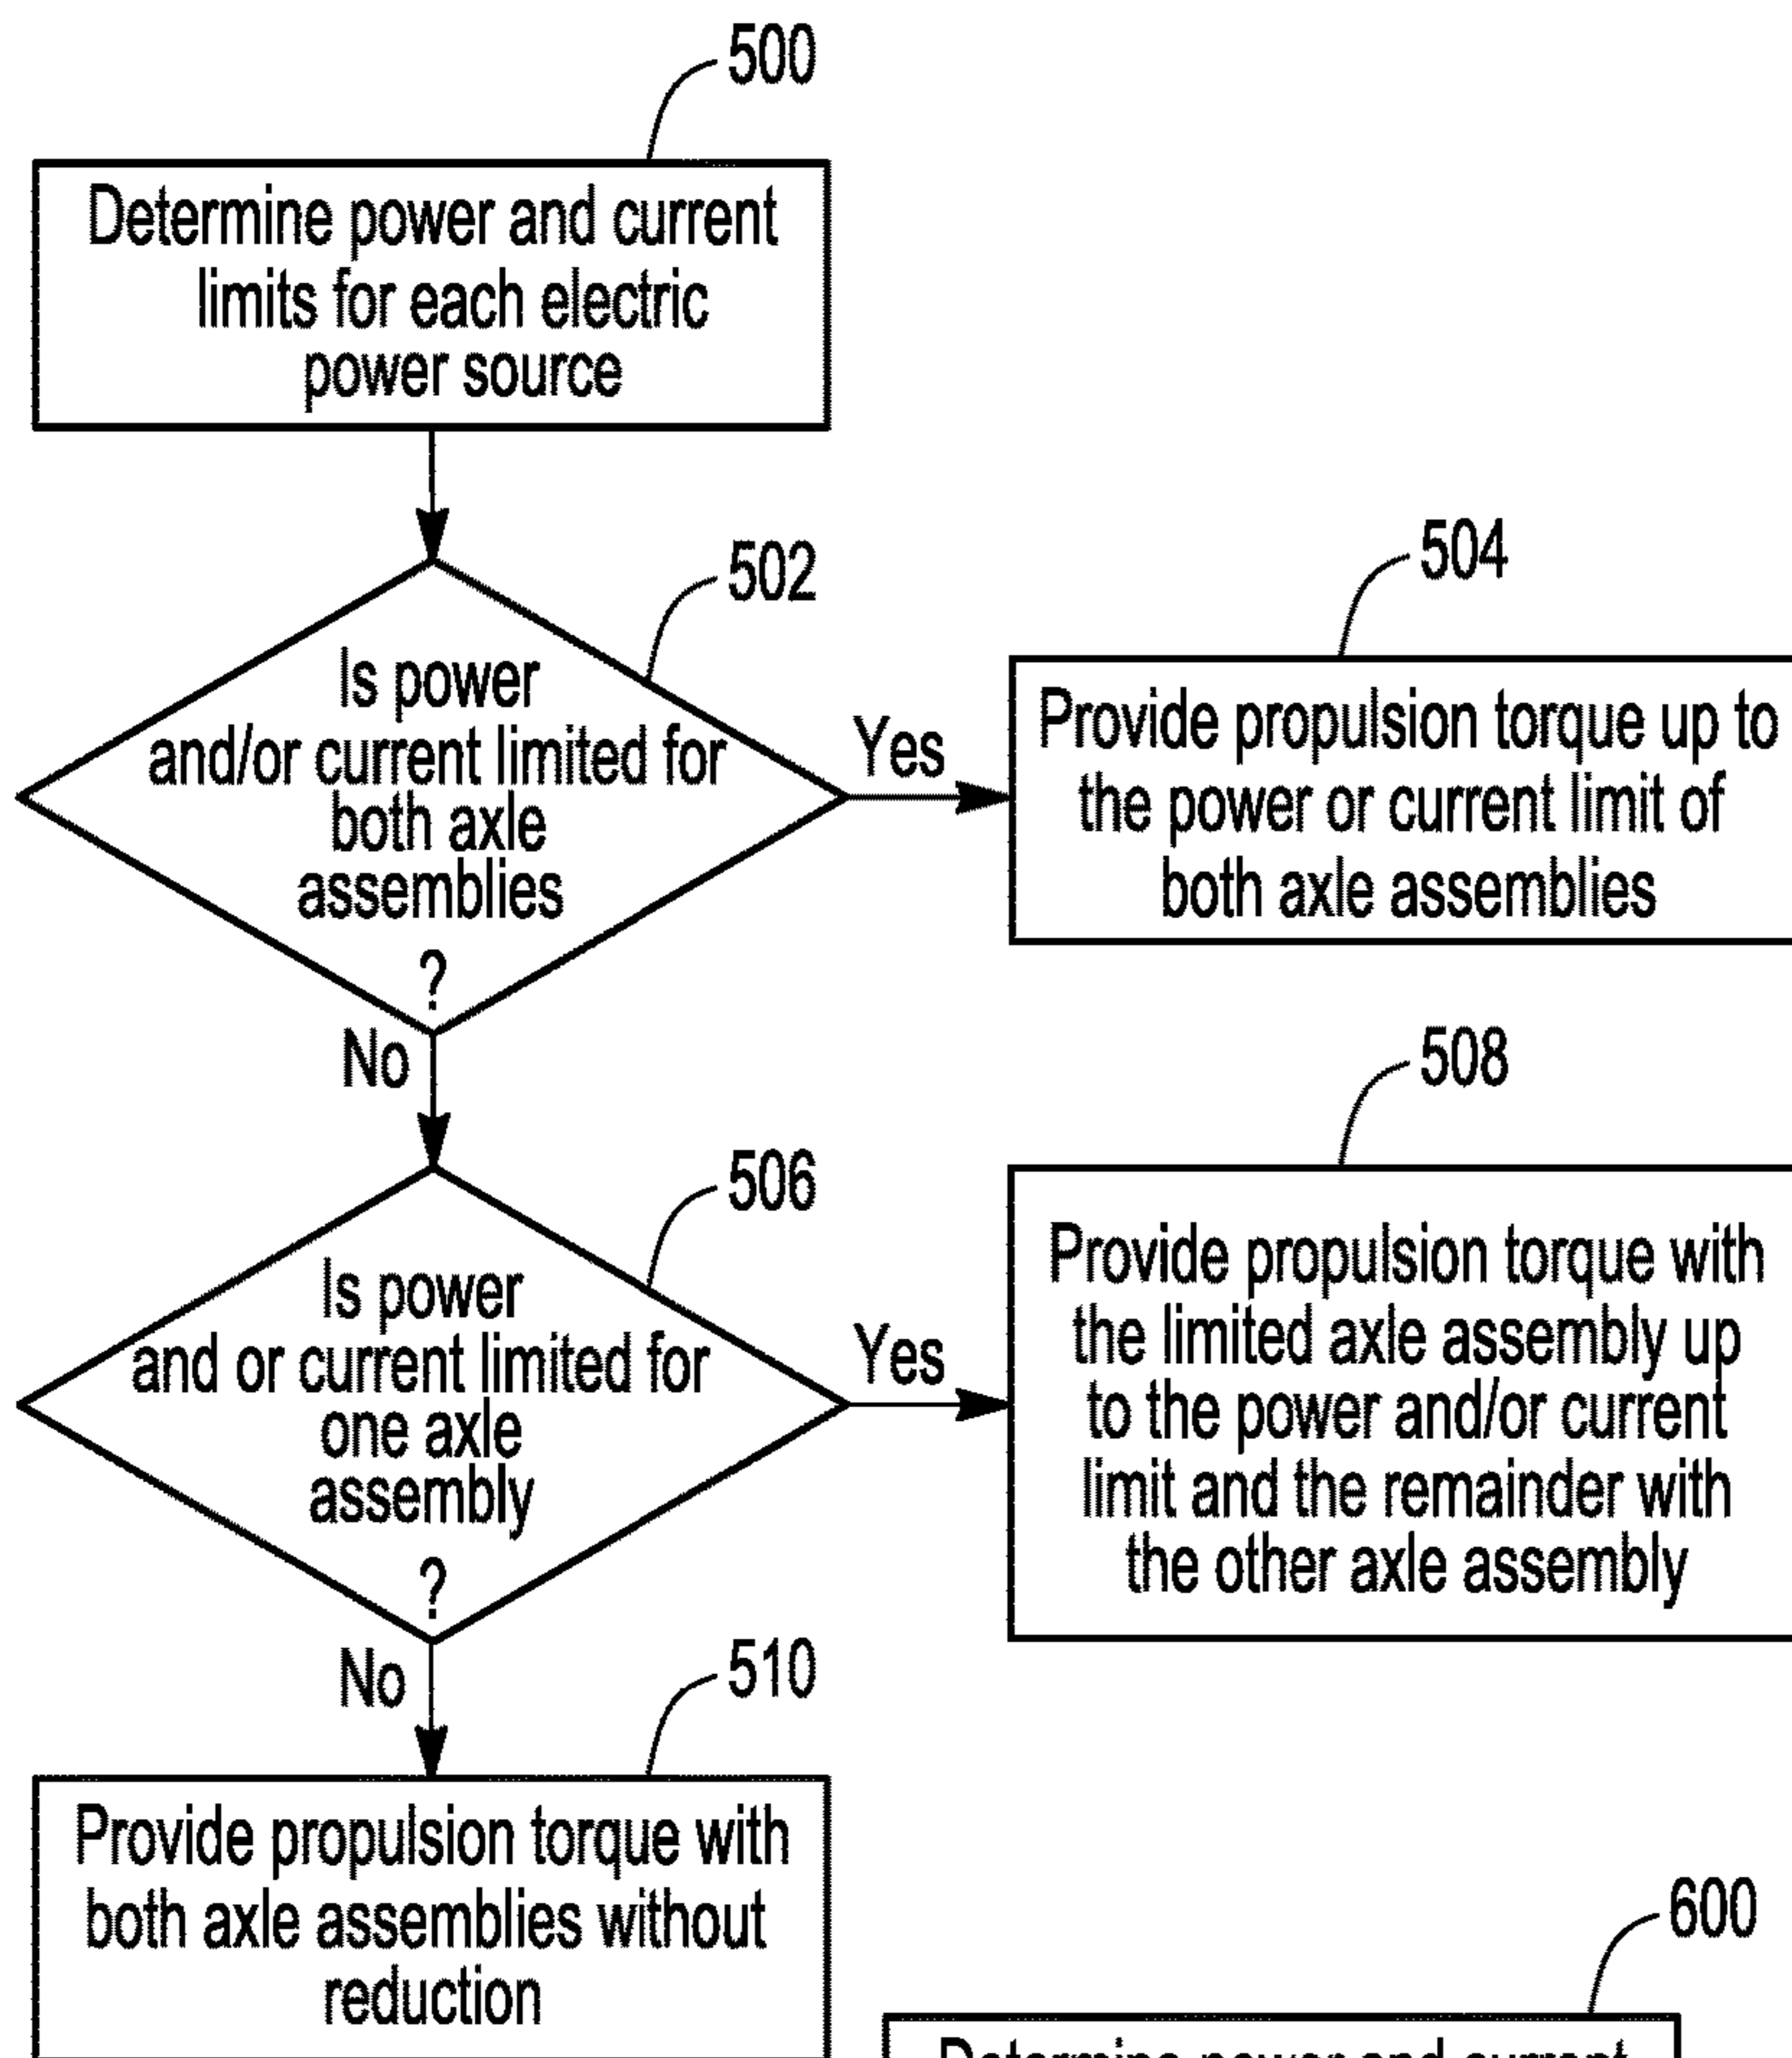 500
Determine power and current
limits for each electric
power source
502
Is power
and/or current limited for
both axle
assemblies
?
Yes
504
Provide propulsion torque up to
the power or current limit of
both axle assemblies
No
506
Is power
and or current limited for
one axle
assembly
?
Yes
508
Provide propulsion torque with
the limited axle assembly up
to the power and/or current
limit and the remainder with
the other axle assembly
No
510
Provide propulsion torque with
both axle assemblies without
reduction
600
Determine power and current